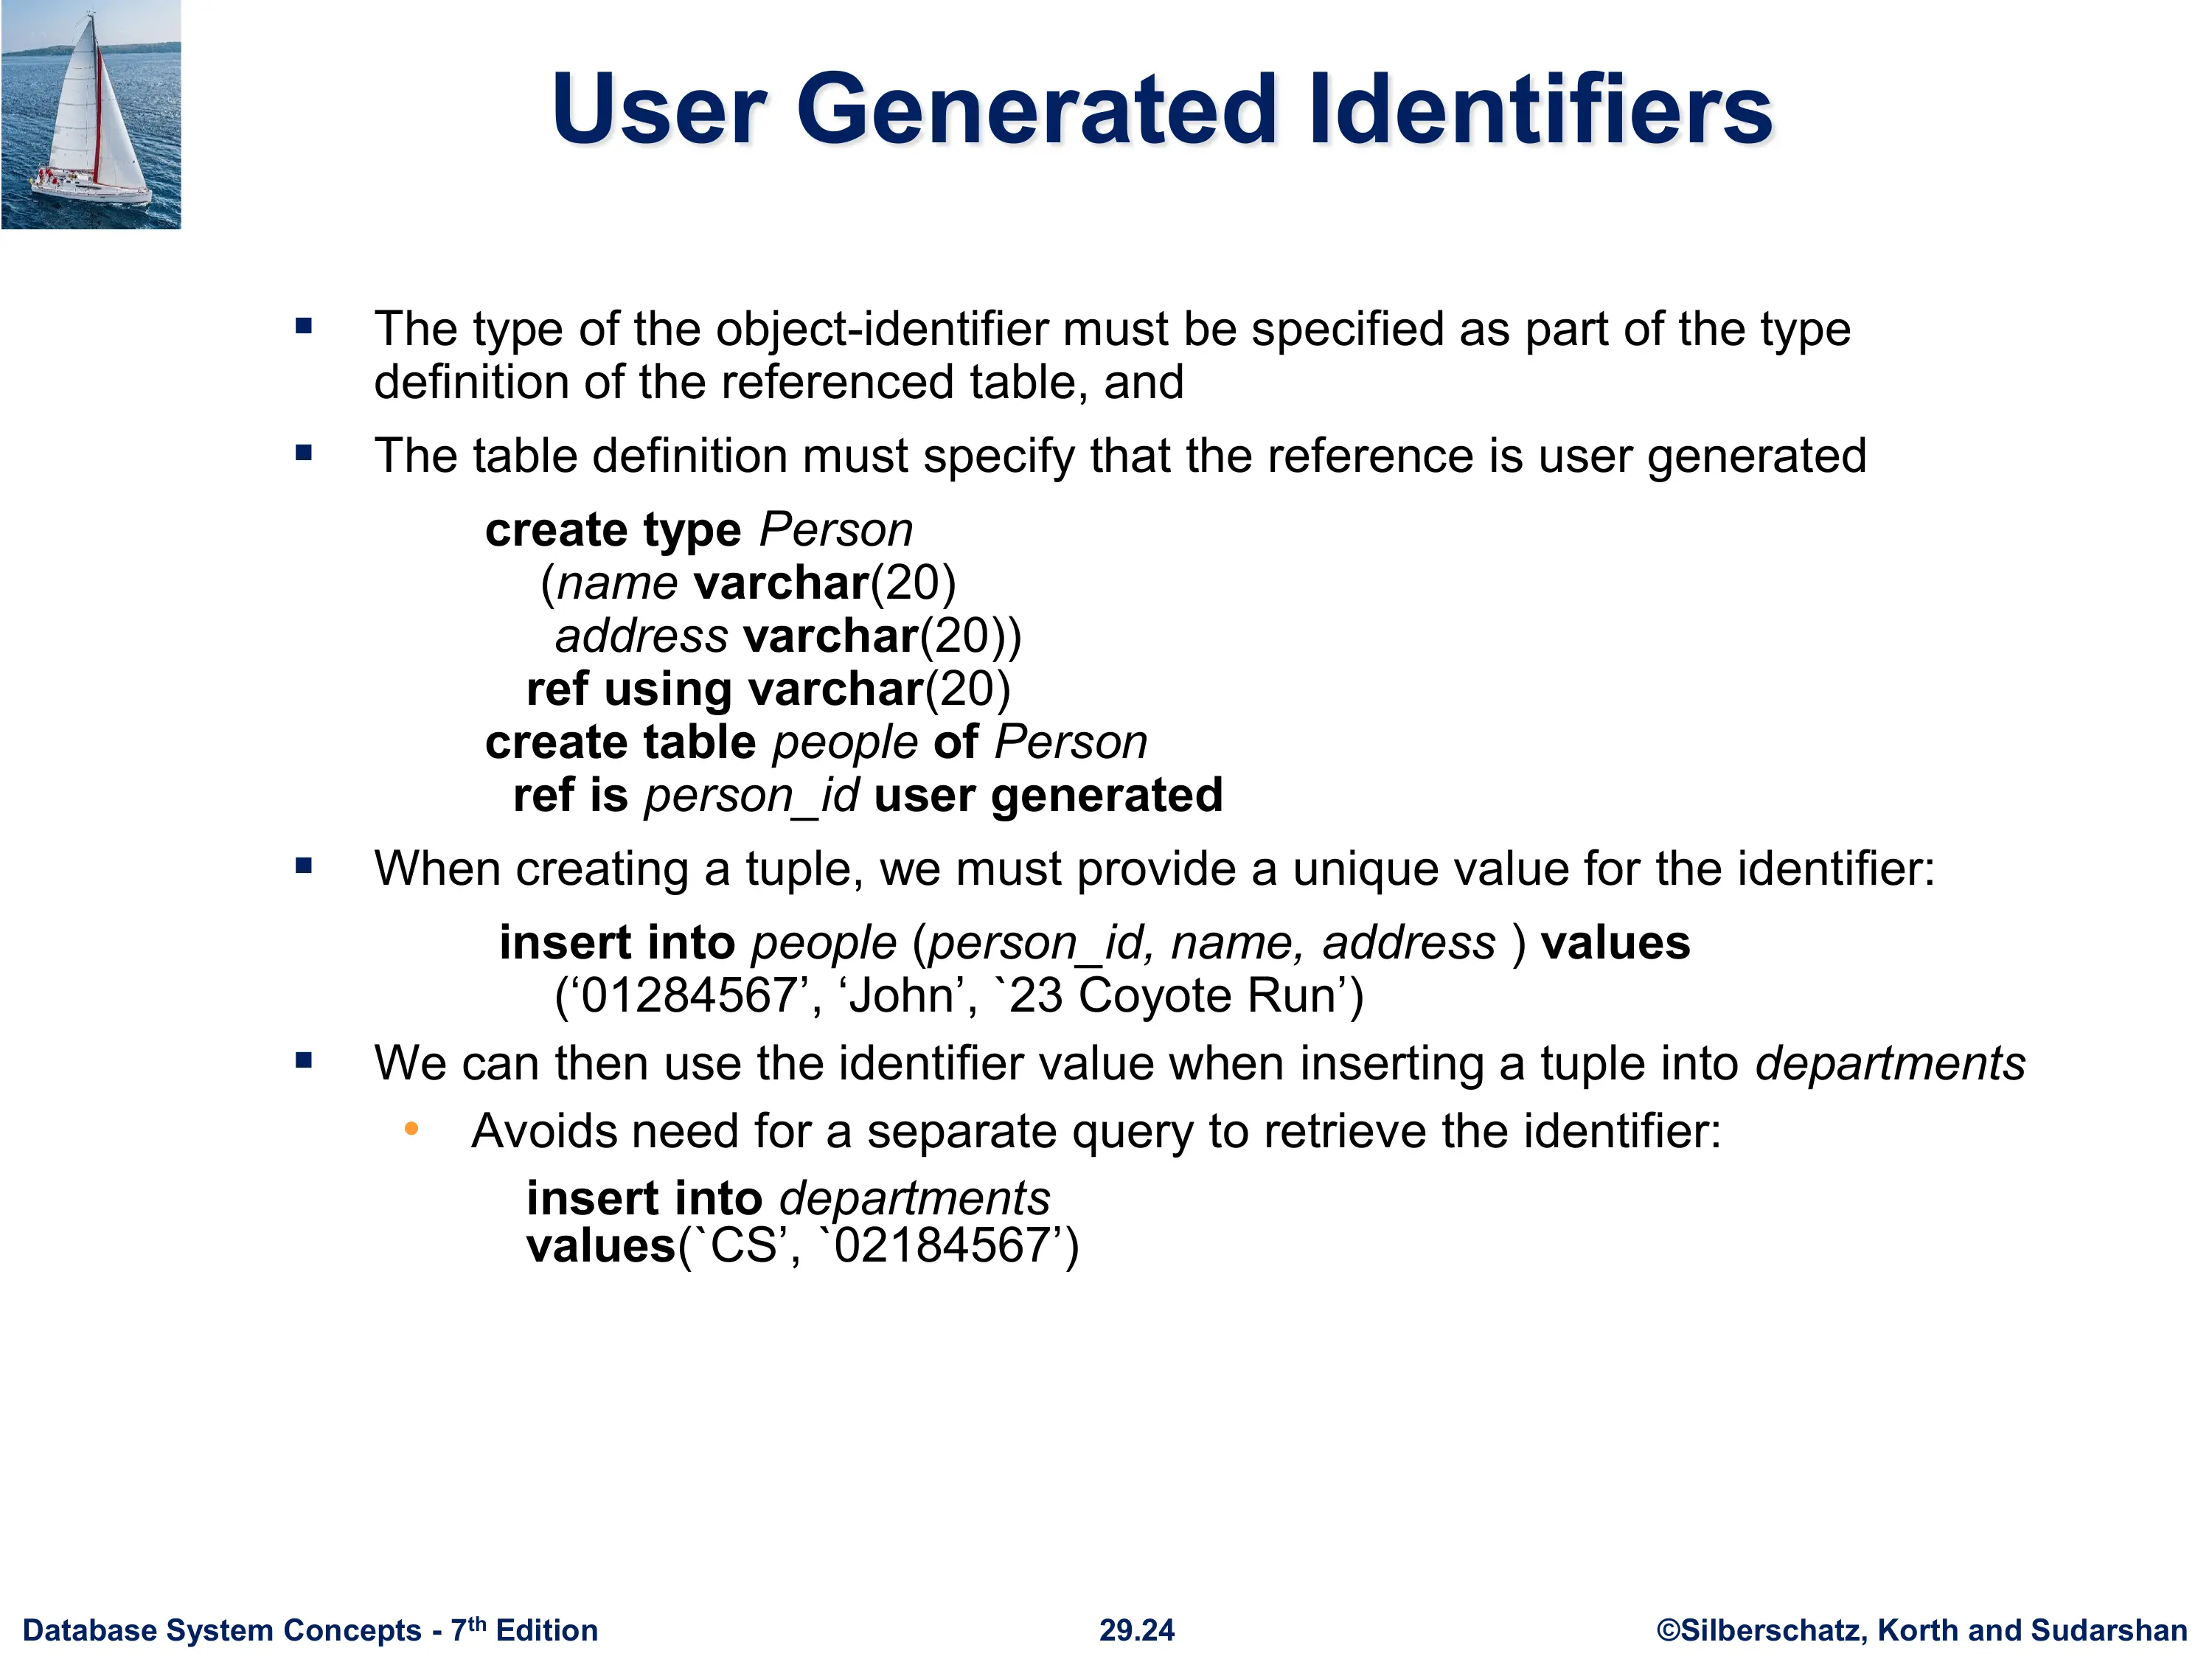 User Generated Identifiers
▪ The type of the object-identifier must be specified as part of the type
definition of the referenced table, and
▪ The table definition must specify that the reference is user generated
create type Person
(name varchar(20)
address varchar(20))
ref using varchar(20)
create table people of Person
ref is person_id user generated
▪ When creating a tuple, we must provide a unique value for the identifier:
insert into people (person_id, name, address ) values
(‘01284567’, ‘John’, `23 Coyote Run’)
▪ We can then use the identifier value when inserting a tuple into departments
• Avoids need for a separate query to retrieve the identifier:
insert into departments
values(`CS’, `02184567’)
Database System Concepts - 7th Edition 29.24 ©Silberschatz, Korth and Sudarshan